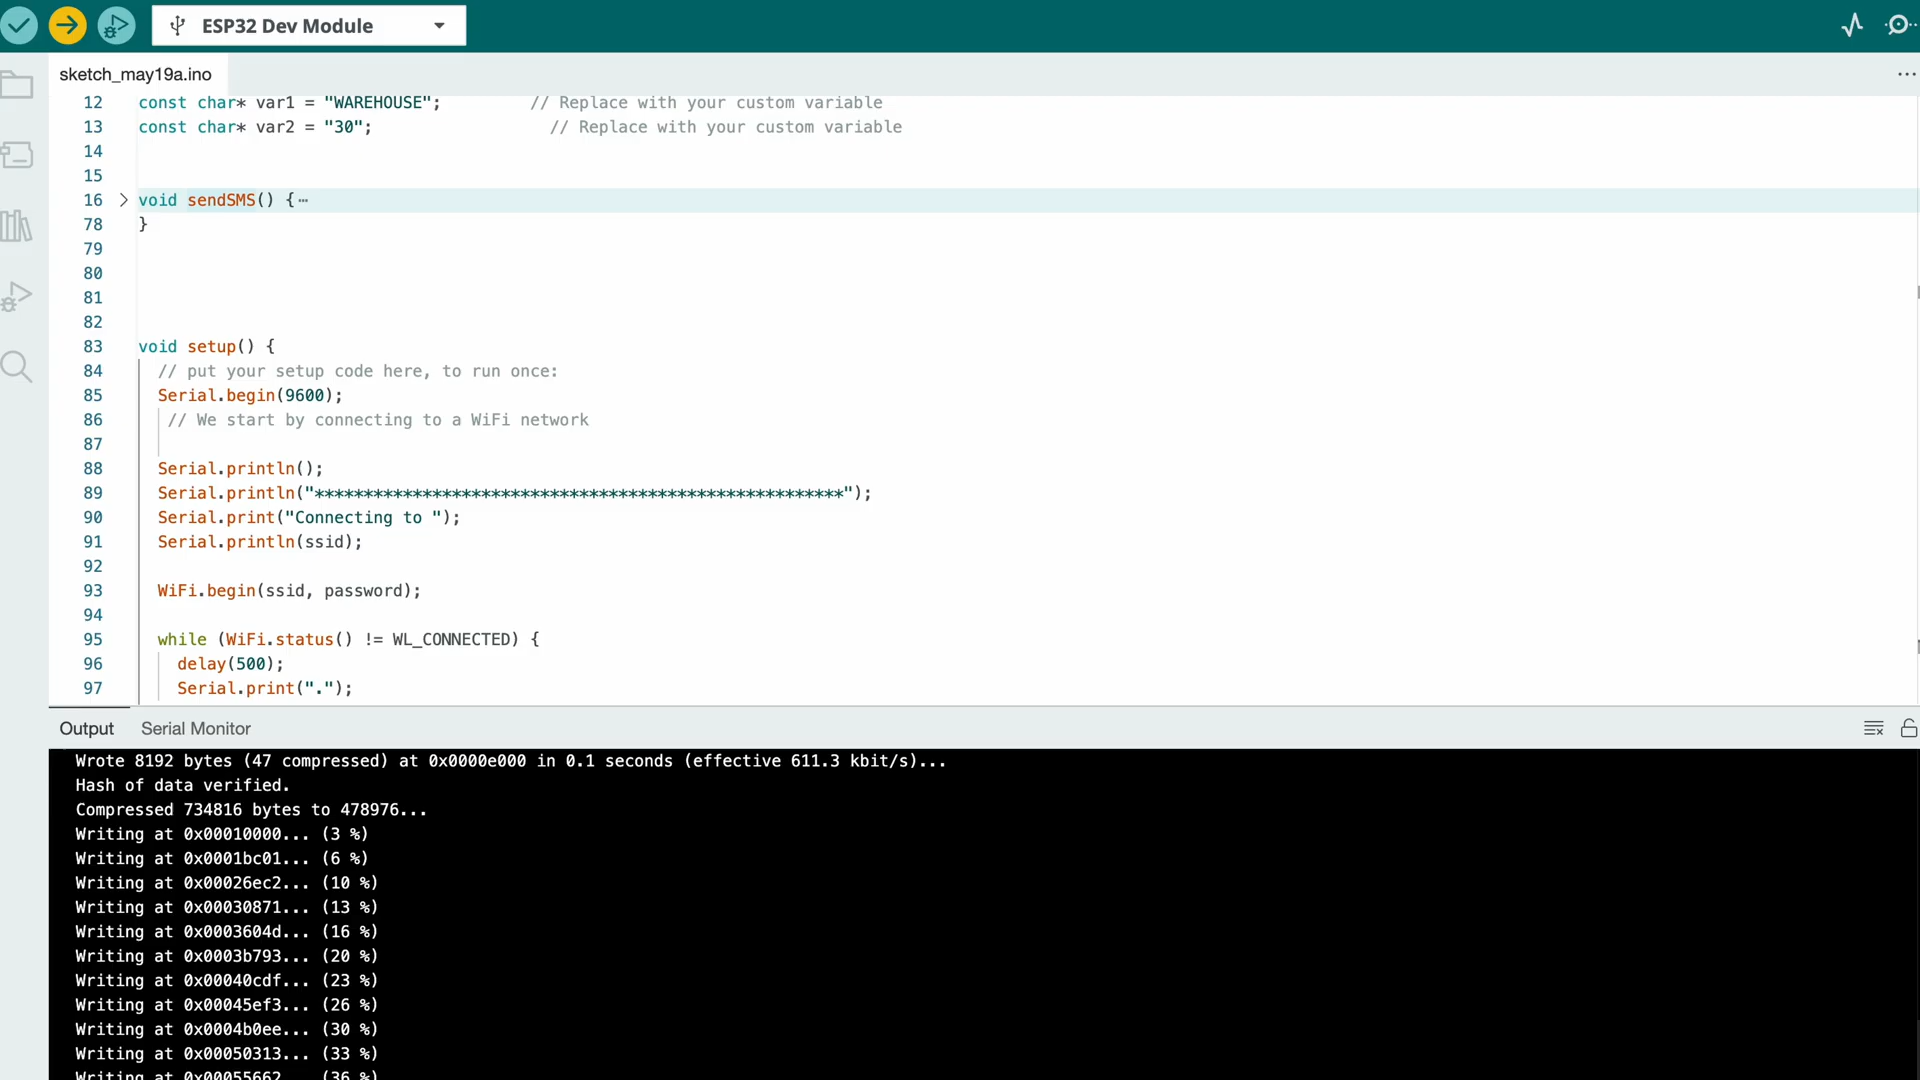 ESP32 Dev Module
sketch_may19a.ino
12 const char* var1 = "WAREHOUSE"; // Replace with your custom variable
13 const char* var2 = "30"; // Replace with your custom variable
14
15
16 void sendSMS() {
78 }
79
80
81
82
83 void setup() {
84 // put your setup code here, to run once:
85 Serial.begin(9600);
86 // We start by connecting to a WiFi network
87
88 Serial.println();
89 Serial.println("******************************************************");
90 Serial.print("Connecting to ");
91 Serial.println(ssid);
92
93 WiFi.begin(ssid, password);
94
95 while (WiFi.status() != WL_CONNECTED) {
96 delay(500);
97 Serial.print(".");
Output Serial Monitor
Wrote 8192 bytes (47 compressed) at 0x0000e000 in 0.1 seconds (effective 611.3 kbit/s)...
Hash of data verified.
Compressed 734816 bytes to 478976...
Writing at 0x00010000... (3 %)
Writing at 0x0001bc01... (6 %)
Writing at 0x00026ec2... (10 %)
Writing at 0x00030871... (13 %)
Writing at 0x0003604d... (16 %)
Writing at 0x0003b793... (20 %)
Writing at 0x00040cdf... (23 %)
Writing at 0x00045ef3... (26 %)
Writing at 0x0004b0ee... (30 %)
Writing at 0x00050313... (33 %)
Writing at 0x00055662... (36 %)